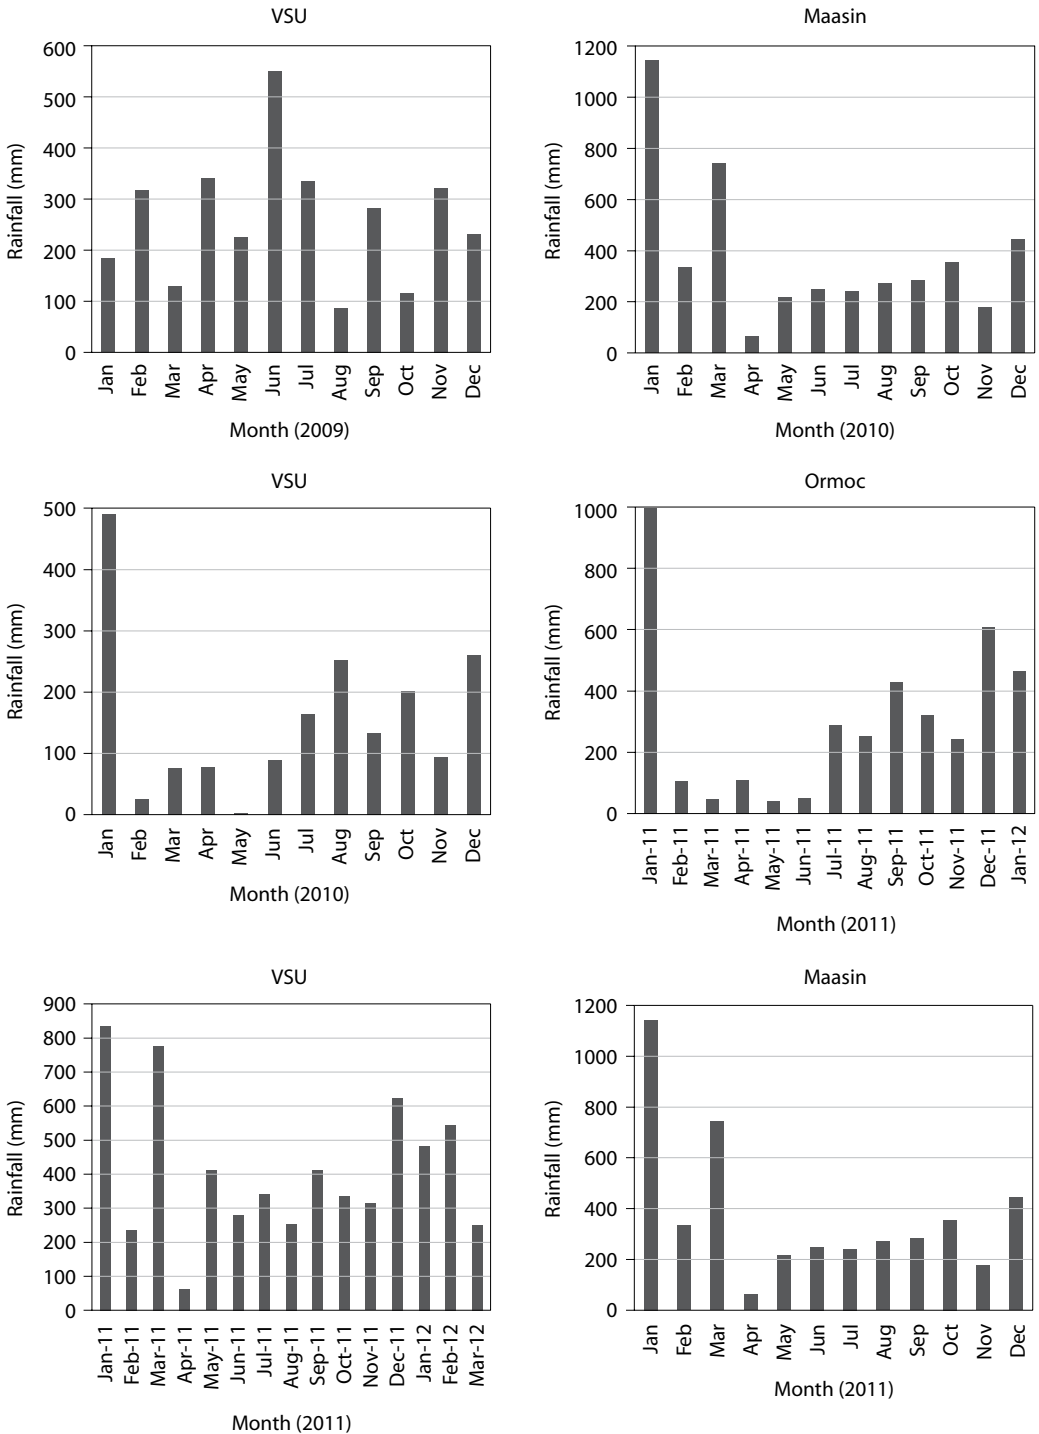 VSU
600
500
400
300
200
100
0
Rainfall (mm)
Jan Feb Mar Apr May Jun Jul Aug Sep Oct Nov Dec
Month (2009)
Maasin
1200
1000
800
600
400
200
0
Rainfall (mm)
Jan Feb Mar Apr May Jun Jul Aug Sep Oct Nov Dec
Month (2010)
VSU
500
400
300
200
100
0
Rainfall (mm)
Jan Feb Mar Apr May Jun Jul Aug Sep Oct Nov Dec
Month (2010)
Ormoc
1000
800
600
400
200
0
Rainfall (mm)
Jan-11 Feb-11 Mar-11 Apr-11 May-11 Jun-11 Jul-11 Aug-11 Sep-11 Oct-11 Nov-11 Dec-11 Jan-12
Month (2011)
VSU
900
800
700
600
500
400
300
200
100
0
Rainfall (mm)
Jan-11 Feb-11 Mar-11 Apr-11 May-11 Jun-11 Jul-11 Aug-11 Sep-11 Oct-11 Nov-11 Dec-11 Jan-12 Feb-12 Mar-12
Month (2011)
Maasin
1200
1000
800
600
400
200
0
Rainfall (mm)
Jan Feb Mar Apr May Jun Jul Aug Sep Oct Nov Dec
Month (2011)